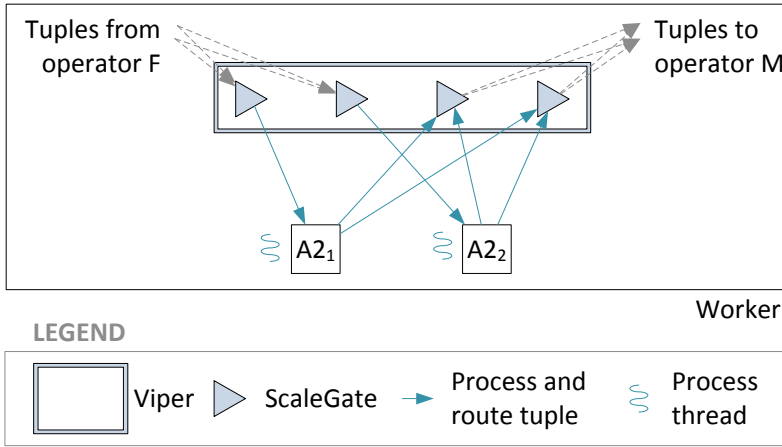 Tuples from
operator F
Tuples to
operator M
A2₁
A2₂
Worker
LEGEND
Viper
ScaleGate
Process and
route tuple
Process
thread